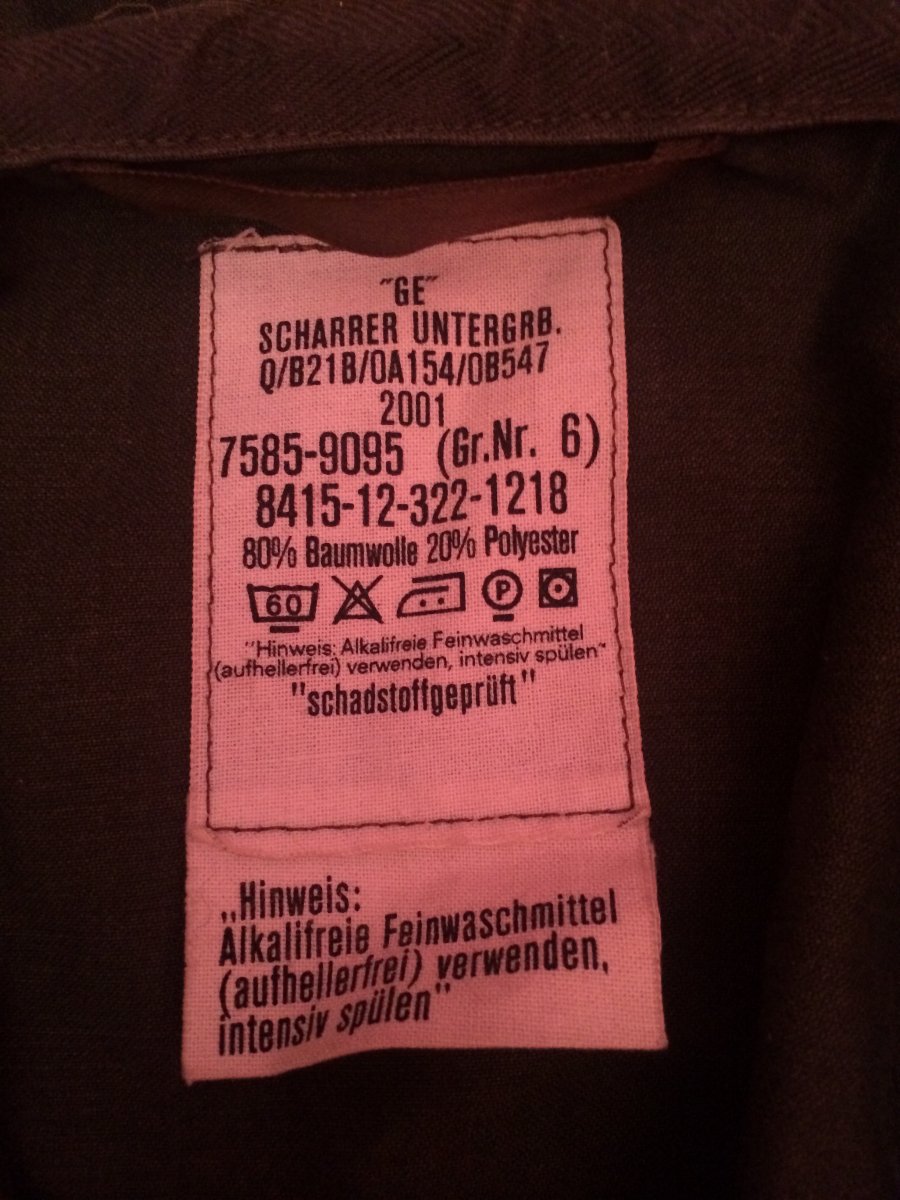 "GE"
SCHARRER UNTERGRB.
Q/B21B/0A154/0B547
2001
7585-9095 (Gr.Nr. 6)
8415-12-322-1218
80% Baumwolle 20% Polyester
60 P
"Hinweis: Alkalifreie Feinwaschmittel
(aufhellerfrei) verwenden, intensiv spülen"
"schadstoffgeprüft"
„Hinweis:
Alkalifreie Feinwaschmittel
(aufhellerfrei) verwenden,
intensiv spülen"